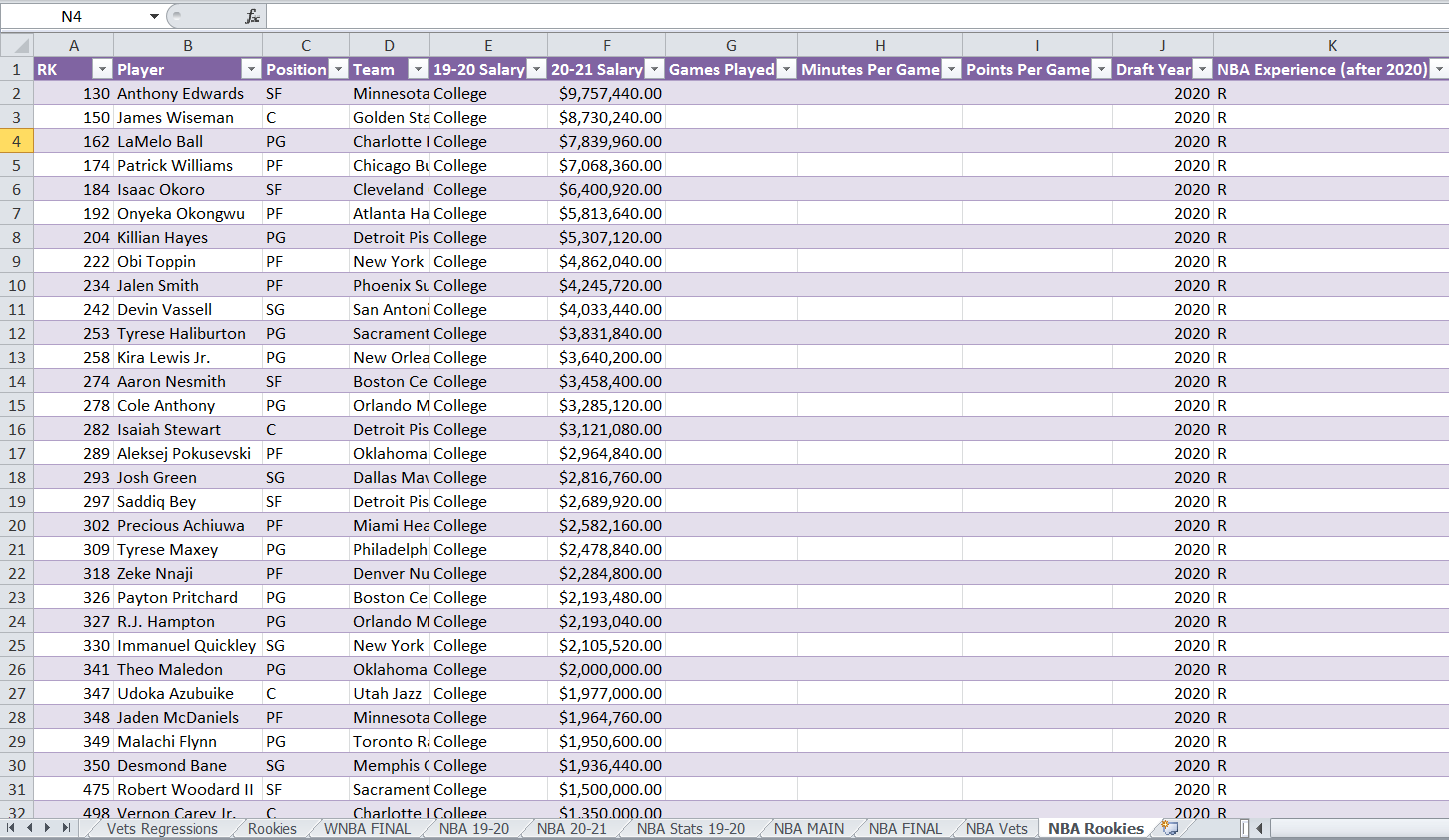 N4 fx
A B C D E F G H I J K
1 RK Player Position Team 19-20 Salary 20-21 Salary Games Played Minutes Per Game Points Per Game Draft Year NBA Experience (after 2020)
2 130 Anthony Edwards SF Minnesota College $9,757,440.00 2020 R
3 150 James Wiseman C Golden Sta College $8,730,240.00 2020 R
4 162 LaMelo Ball PG Charlotte College $7,839,960.00 2020 R
5 174 Patrick Williams PF Chicago Bu College $7,068,360.00 2020 R
6 184 Isaac Okoro SF Cleveland College $6,400,920.00 2020 R
7 192 Onyeka Okongwu PF Atlanta Ha College $5,813,640.00 2020 R
8 204 Killian Hayes PG Detroit Pis College $5,307,120.00 2020 R
9 222 Obi Toppin PF New York College $4,862,040.00 2020 R
10 234 Jalen Smith PF Phoenix Su College $4,245,720.00 2020 R
11 242 Devin Vassell SG San Antoni College $4,033,440.00 2020 R
12 253 Tyrese Haliburton PG Sacrament College $3,831,840.00 2020 R
13 258 Kira Lewis Jr. PG New Orlea College $3,640,200.00 2020 R
14 274 Aaron Nesmith SF Boston Ce College $3,458,400.00 2020 R
15 278 Cole Anthony PG Orlando M College $3,285,120.00 2020 R
16 282 Isaiah Stewart C Detroit Pis College $3,121,080.00 2020 R
17 289 Aleksej Pokusevski PF Oklahoma College $2,964,840.00 2020 R
18 293 Josh Green SG Dallas Mav College $2,816,760.00 2020 R
19 297 Saddiq Bey SF Detroit Pis College $2,689,920.00 2020 R
20 302 Precious Achiuwa PF Miami Hea College $2,582,160.00 2020 R
21 309 Tyrese Maxey PG Philadelph College $2,478,840.00 2020 R
22 318 Zeke Nnaji PF Denver Nu College $2,284,800.00 2020 R
23 326 Payton Pritchard PG Boston Ce College $2,193,480.00 2020 R
24 327 R.J. Hampton PG Orlando M College $2,193,040.00 2020 R
25 330 Immanuel Quickley SG New York College $2,105,520.00 2020 R
26 341 Theo Maledon PG Oklahoma College $2,000,000.00 2020 R
27 347 Udoka Azubuike C Utah Jazz College $1,977,000.00 2020 R
28 348 Jaden McDaniels PF Minnesota College $1,964,760.00 2020 R
29 349 Malachi Flynn PG Toronto Ra College $1,950,600.00 2020 R
30 350 Desmond Bane SG Memphis College $1,936,440.00 2020 R
31 475 Robert Woodard II SF Sacrament College $1,500,000.00 2020 R
32 498 Vernon Carey Jr. C Charlotte College $1,350,000.00 2020 R
Vets Regressions Rookies WNBA FINAL NBA 19-20 NBA 20-21 NBA Stats 19-20 NBA MAIN NBA FINAL NBA Vets NBA Rookies